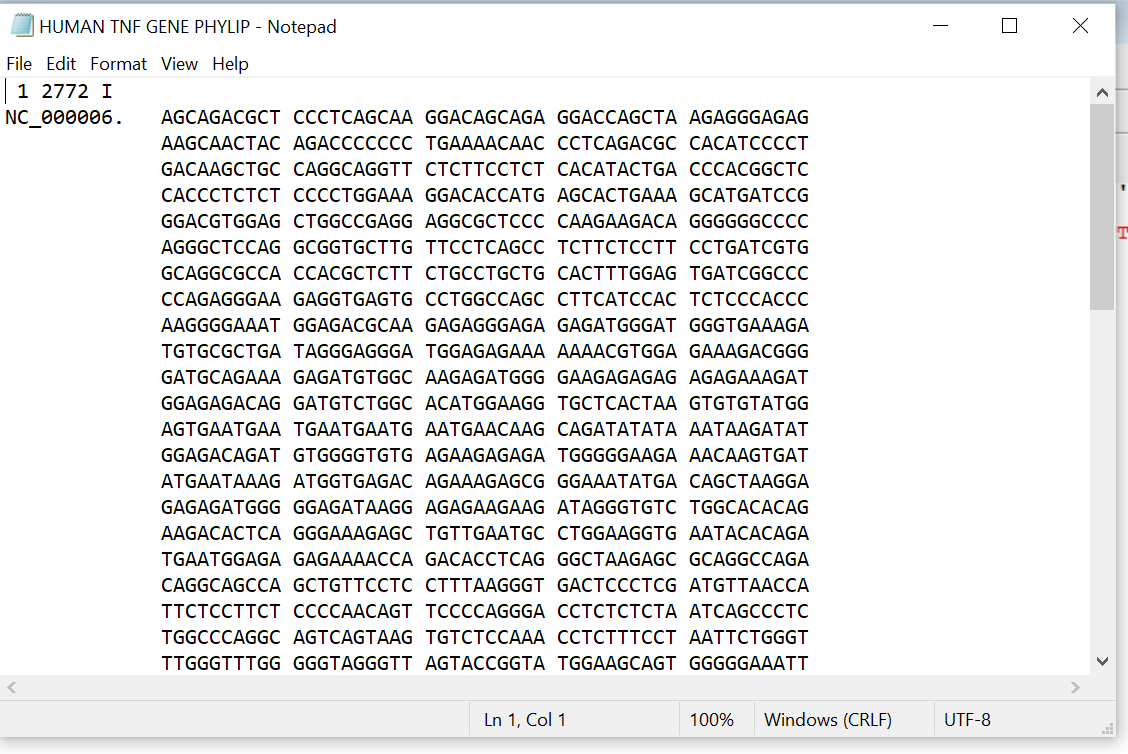 HUMAN TNF GENE PHYLIP - Notepad
File Edit Format View Help
1 2772 I
NC_000006. AGCAGACGCT CCCTCAGCAA GGACAGCAGA GGACCAGCTA AGAGGGAGAG
AAGCAACTAC AGACCCCCCC TGAAAACAAC CCTCAGACGC CACATCCCCT
GACAAGCTGC CAGGCAGGTT CTCTTCCTCT CACATACTGA CCCACGGCTC
CACCCTCTCT CCCCTGGAAA GGACACCATG AGCACTGAAA GCATGATCCG
GGACGTGGAG CTGGCCGAGG AGGCGCTCCC CAAGAAGACA GGGGGGCCCC
AGGGCTCCAG GCGGTGCTTG TTCCTCAGCC TCTTCTCCTT CCTGATCGTG
GCAGGCGCCA CCACGCTCTT CTGCCTGCTG CACTTTGGAG TGATCGGCCC
CCAGAGGGAA GAGGTGAGTG CCTGGCCAGC CTTCATCCAC TCTCCCACCC
AAGGGGAAAT GGAGACGCAA GAGAGGGAGA GAGATGGGAT GGGTGAAAGA
TGTGCGCTGA TAGGGAGGGA TGGAGAGAAA AAAACGTGGA GAAAGACGGG
GATGCAGAAA GAGATGTGGC AAGAGATGGG GAAGAGAGAG AGAGAAAGAT
GGAGAGACAG GATGTCTGGC ACATGGAAGG TGCTCACTAA GTGTGTATGG
AGTGAATGAA TGAATGAATG AATGAACAAG CAGATATATA AATAAGATAT
GGAGACAGAT GTGGGGTGTG AGAAGAGAGA TGGGGGAAGA AACAAGTGAT
ATGAATAAAG ATGGTGAGAC AGAAAGAGCG GGAAATATGA CAGCTAAGGA
GAGAGATGGG GGAGATAAGG AGAGAAGAAG ATAGGGTGTC TGGCACACAG
AAGACACTCA GGGAAAGAGC TGTTGAATGC CTGGAAGGTG AATACACAGA
TGAATGGAGA GAGAAAACCA GACACCTCAG GGCTAAGAGC GCAGGCCAGA
CAGGCAGCCA GCTGTTCCTC CTTTAAGGGT GACTCCCTCG ATGTTAACCA
TTCTCCTTCT CCCCAACAGT TCCCCAGGGA CCTCTCTCTA ATCAGCCCTC
TGGCCCAGGC AGTCAGTAAG TGTCTCCAAA CCTCTTTCCT AATTCTGGGT
TTGGGTTTGG GGGTAGGGTT AGTACCGGTA TGGAAGCAGT GGGGGAAATT
Ln 1, Col 1 100% Windows (CRLF) UTF-8